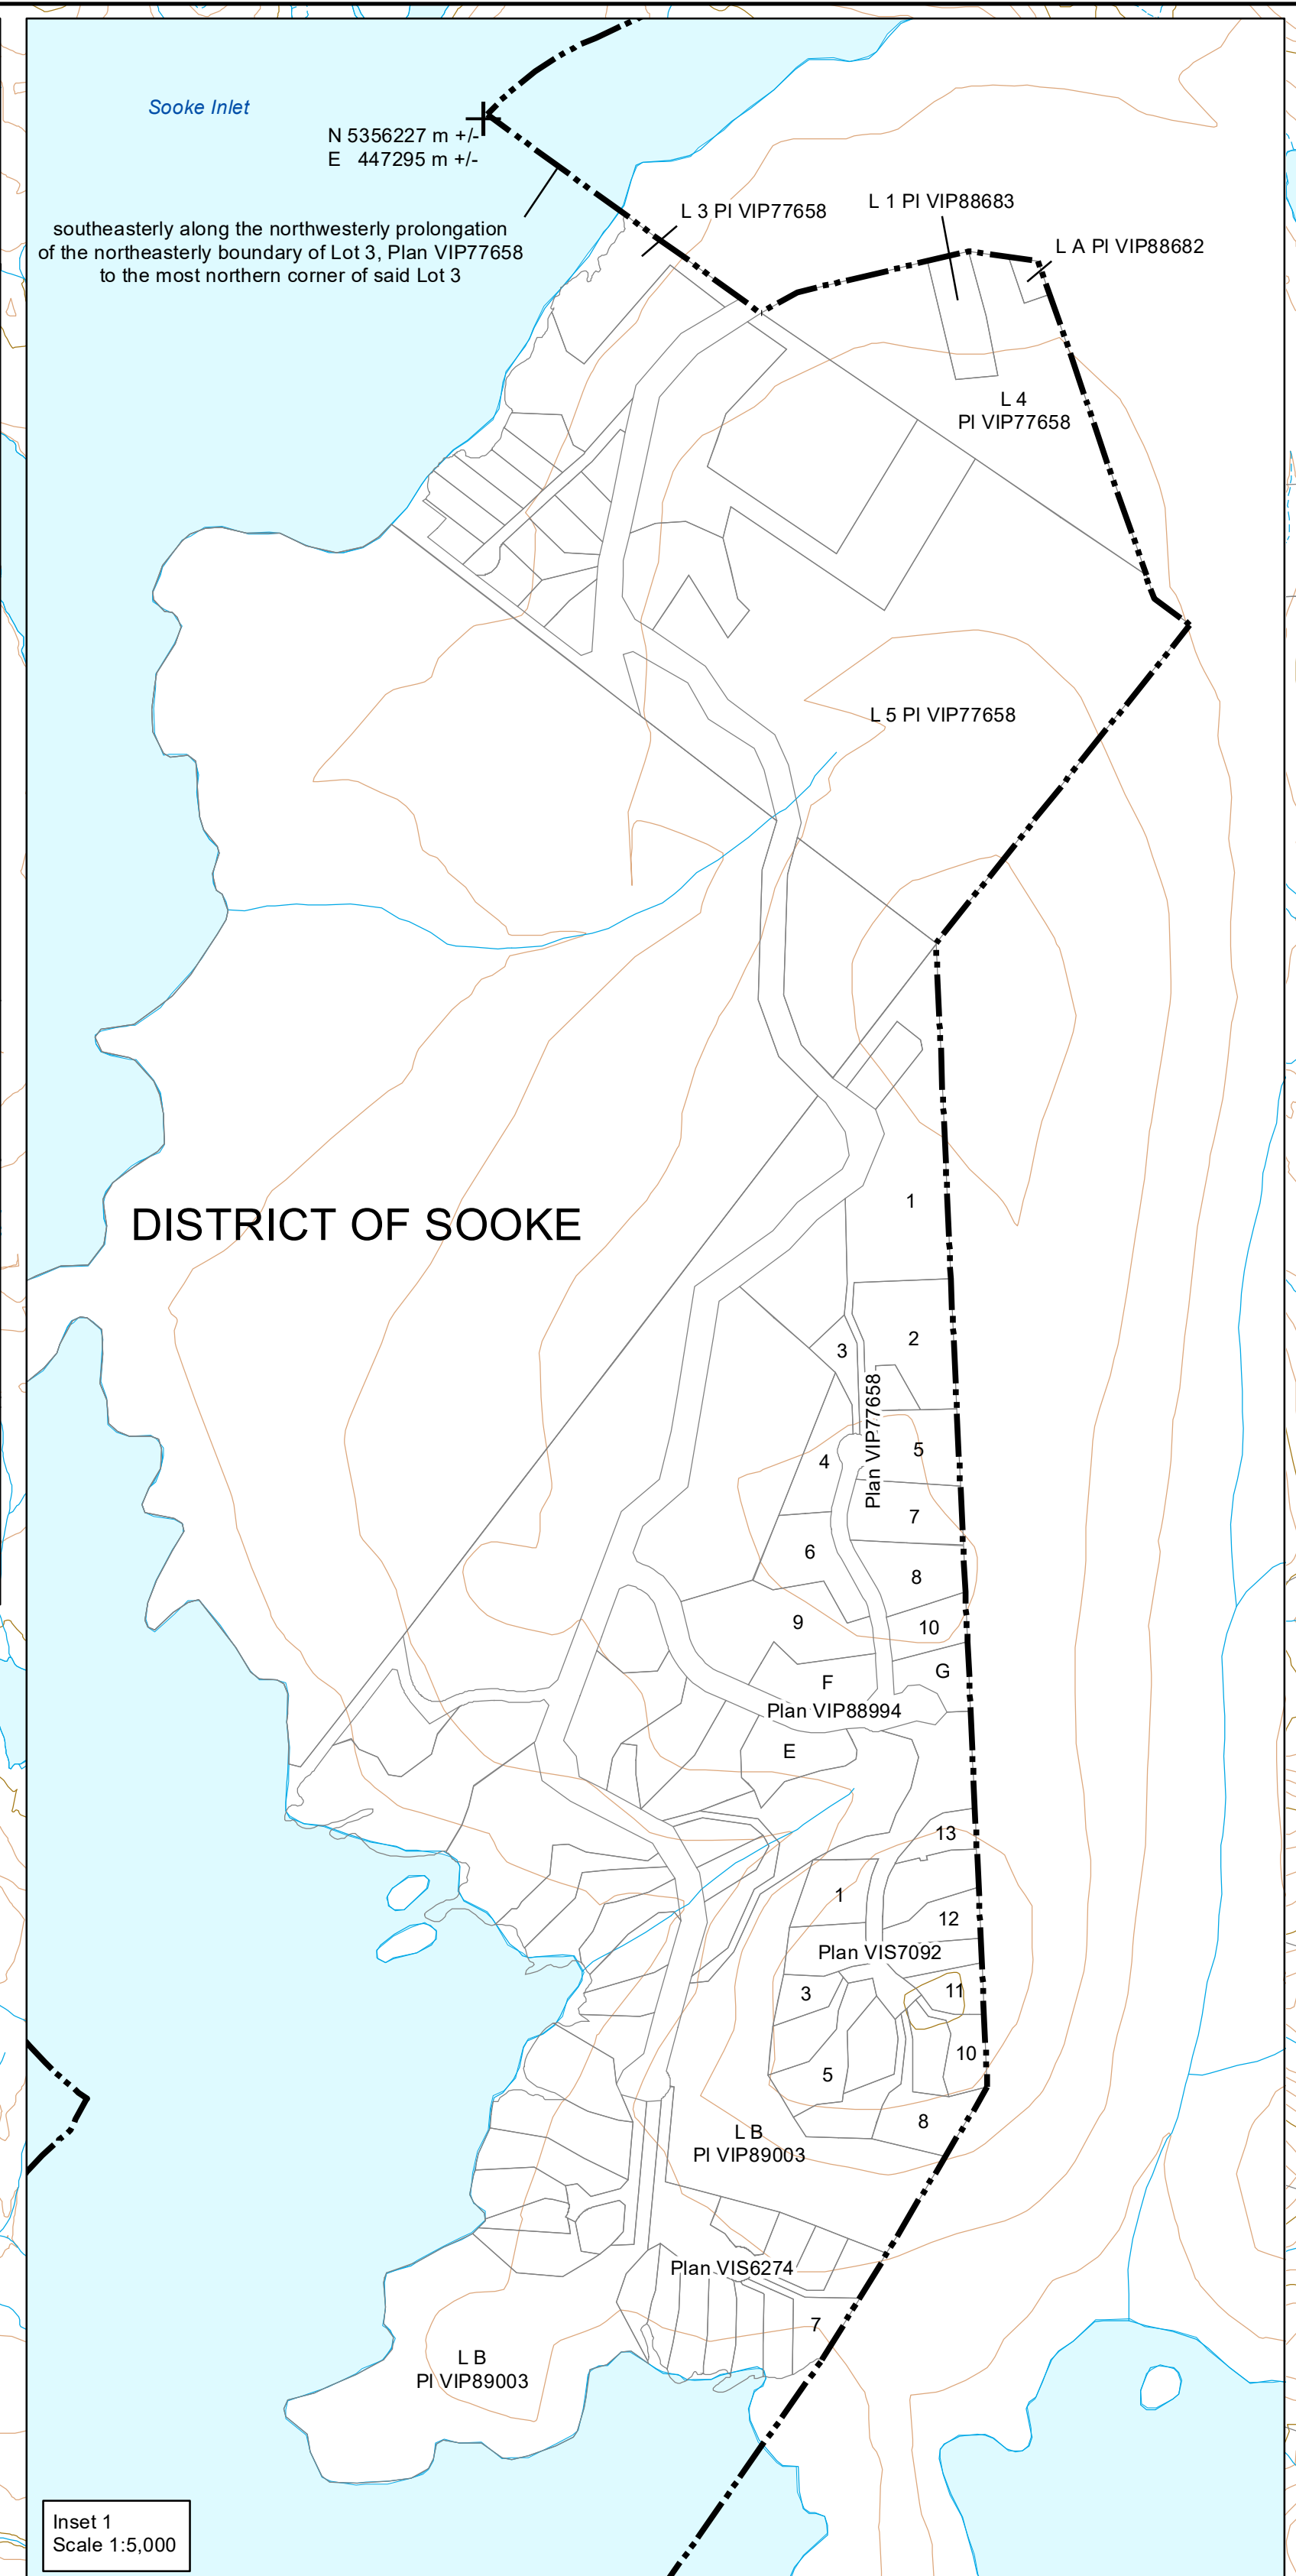 Sooke Inlet
N 5356227 m +/-
E 447295 m +/-
southeasterly along the northwesterly prolongation
of the northeasterly boundary of Lot 3, Plan VIP77658
to the most northern corner of said Lot 3
L 3 Pl VIP77658
L 1 Pl VIP88683
L A Pl VIP88682
L 4
Pl VIP77658
L 5 Pl VIP77658
DISTRICT OF SOOKE
1
2
3
Plan VIP77658
4
5
7
6
8
9
10
G
F
Plan VIP88994
E
13
1
12
Plan VIS7092
3
11
10
5
8
L B
Pl VIP89003
Plan VIS6274
7
L B
Pl VIP89003
Inset 1
Scale 1:5,000